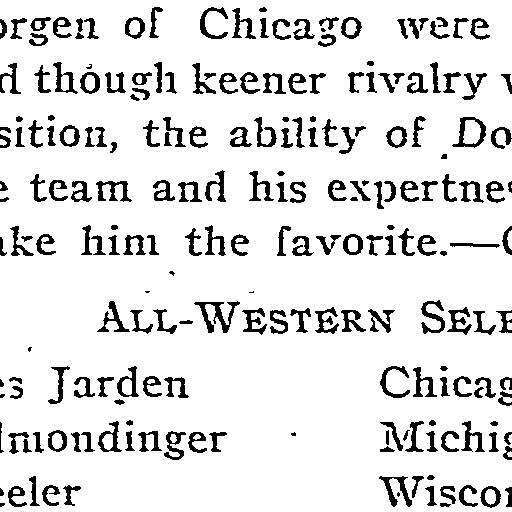 orgen of Chicago were
d though keener rivalry
sition, the ability of Do
e team and his expertnes
ake him the favorite.—C
ALL-WESTERN SELE
es Jarden Chicag
dmondinger Michig
eeler Wiscon